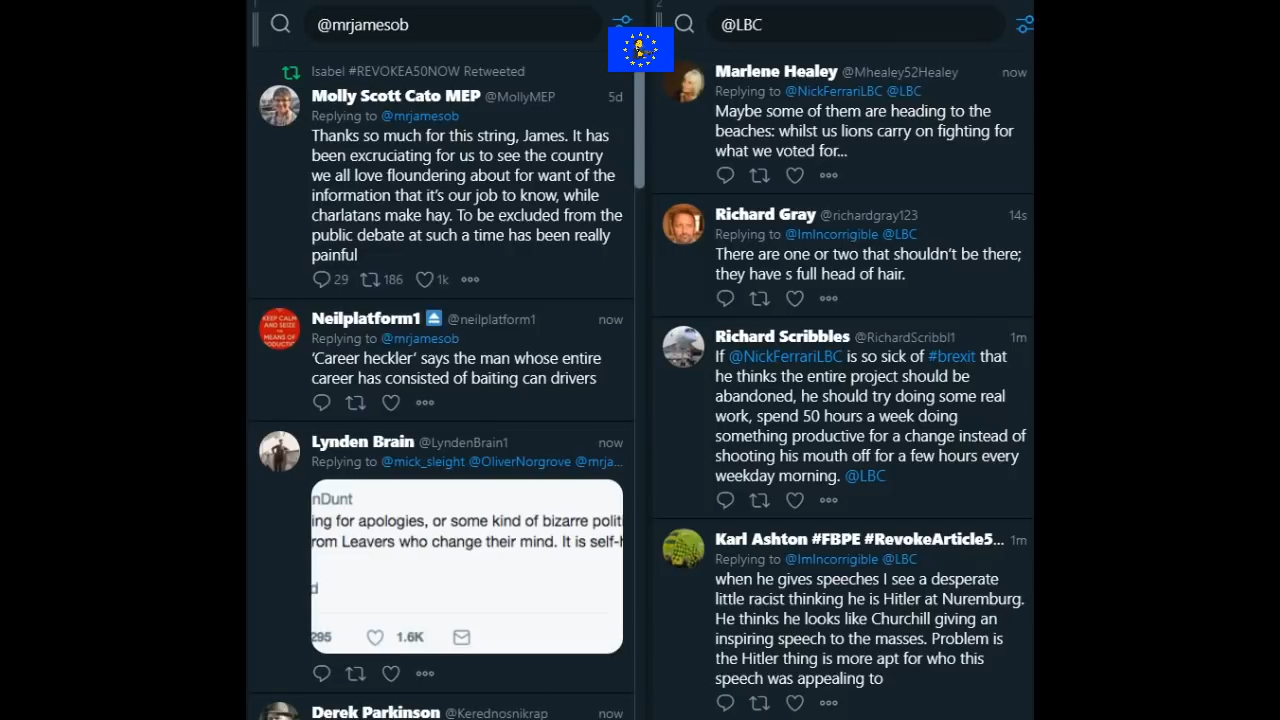 1
@mrjamesob
Isabel #REVOKEA50NOW Retweeted
Molly Scott Cato MEP @MollyMEP 5d
Replying to @mrjamesob
Thanks so much for this string, James. It has
been excruciating for us to see the country
we all love floundering about for want of the
information that it's our job to know, while
charlatans make hay. To be excluded from the
public debate at such a time has been really
painful
29 186 1k
KEEP CALM
AND SEIZE
THE
MEANS OF
PRODUCTIO
Neilplatform1 @neilplatform1 now
Replying to @mrjamesob
‘Career heckler’ says the man whose entire
career has consisted of baiting can drivers
Lynden Brain @LyndenBrain1 now
Replying to @mick_sleight @OliverNorgrove @mrja...
nDunt
ing for apologies, or some kind of bizarre polit
rom Leavers who change their mind. It is self-h
d
295 1.6K
Derek Parkinson @Kerednosnikrap now
2
@LBC
Marlene Healey @Mhealey52Healey now
Replying to @NickFerrariLBC @LBC
Maybe some of them are heading to the
beaches: whilst us lions carry on fighting for
what we voted for...
Richard Gray @richardgray123 14s
Replying to @ImIncorrigible @LBC
There are one or two that shouldn't be there;
they have s full head of hair.
Richard Scribbles @RichardScribbl1 1m
If @NickFerrariLBC is so sick of #brexit that
he thinks the entire project should be
abandoned, he should try doing some real
work, spend 50 hours a week doing
something productive for a change instead of
shooting his mouth off for a few hours every
weekday morning. @LBC
Karl Ashton #FBPE #RevokeArticle5... 1m
Replying to @ImIncorrigible @LBC
when he gives speeches I see a desperate
little racist thinking he is Hitler at Nuremburg.
He thinks he looks like Churchill giving an
inspiring speech to the masses. Problem is
the Hitler thing is more apt for who this
speech was appealing to